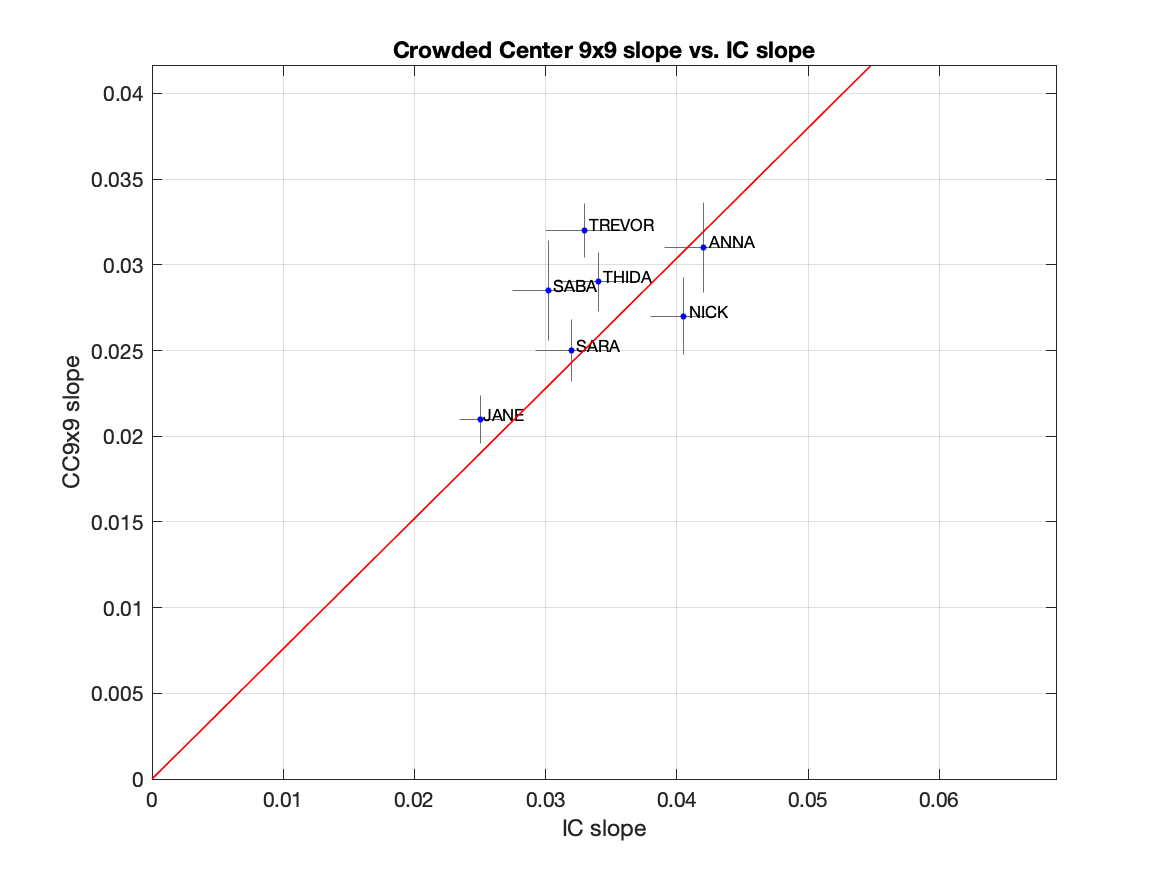 Crowded Center 9x9 slope vs. IC slope
0.04
0.035
0.03
0.025
0.02
0.015
0.01
0.005
0
CC9x9 slope
TREVOR
ANNA
THIDA
SABA
NICK
SARA
JANE
0 0.01 0.02 0.03 0.04 0.05 0.06
IC slope